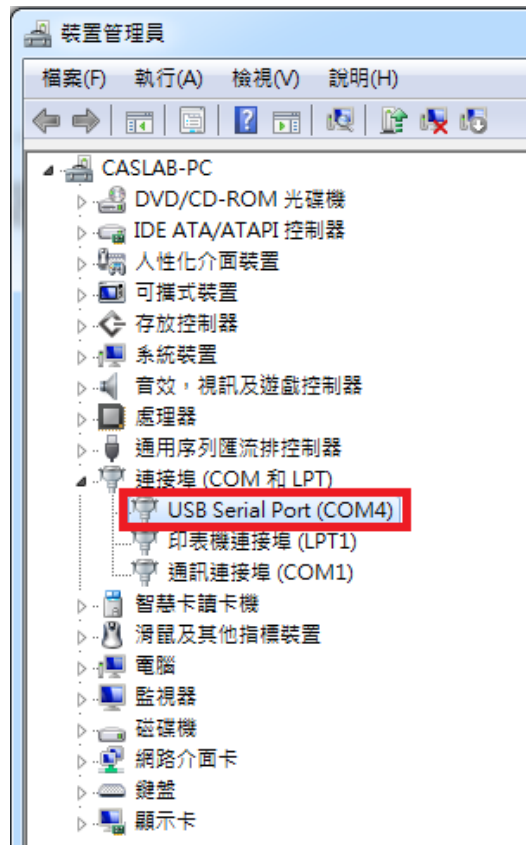 裝置管理員
檔案(F) 執行(A) 檢視(V) 說明(H)
CASLAB-PC
DVD/CD-ROM 光碟機
IDE ATA/ATAPI 控制器
人性化介面裝置
可攜式裝置
存放控制器
系統裝置
音效，視訊及遊戲控制器
處理器
通用序列匯流排控制器
連接埠 (COM 和 LPT)
USB Serial Port (COM4)
印表機連接埠 (LPT1)
通訊連接埠 (COM1)
智慧卡讀卡機
滑鼠及其他指標裝置
電腦
監視器
磁碟機
網路介面卡
鍵盤
顯示卡